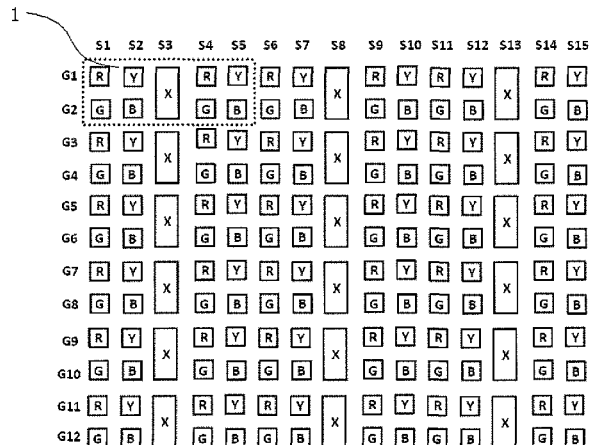 1
S1 S2 S3 S4 S5 S6 S7 S8 S9 S10 S11 S12 S13 S14 S15
G1 R Y R Y R Y R Y R Y R Y
X X X
G2 G B G B G B G B G B G B
G3 R Y R Y R Y R Y R Y R Y
X X X
G4 G B G B G B G B G B G B
G5 R Y R Y R Y R Y R Y R Y
X X X
G6 G B G B G B G B G B G B
G7 R Y R Y R Y R Y R Y R Y
X X X
G8 G B G B G B G B G B G B
G9 R Y R Y R Y R Y R Y R Y
X X X
G10 G B G B G B G B G B G B
G11 R Y R Y R Y R Y R Y R Y
X X X
G12 G B G B G B G B G B G B